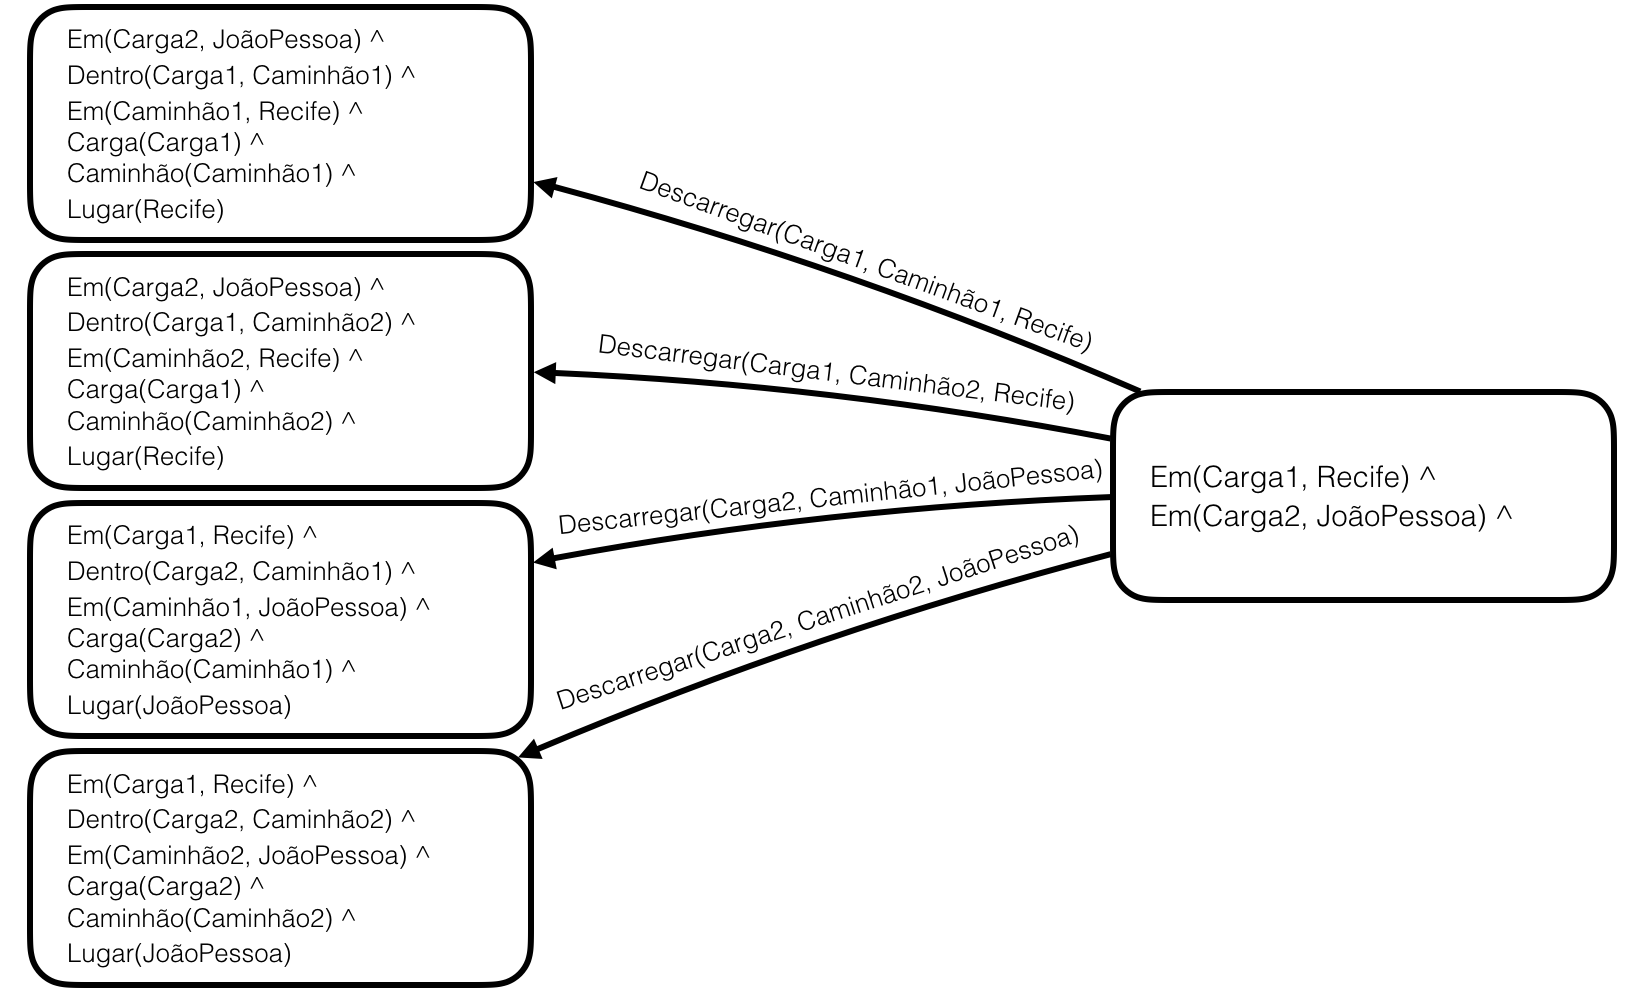 Em(Carga2, JoãoPessoa) ^
Dentro(Carga1, Caminhão1) ^
Em(Caminhão1, Recife) ^
Carga(Carga1) ^
Caminhão(Caminhão1) ^
Lugar(Recife)
Em(Carga2, JoãoPessoa) ^
Dentro(Carga1, Caminhão2) ^
Em(Caminhão2, Recife) ^
Carga(Carga1) ^
Caminhão(Caminhão2) ^
Lugar(Recife)
Em(Carga1, Recife) ^
Dentro(Carga2, Caminhão1) ^
Em(Caminhão1, JoãoPessoa) ^
Carga(Carga2) ^
Caminhão(Caminhão1) ^
Lugar(JoãoPessoa)
Em(Carga1, Recife) ^
Dentro(Carga2, Caminhão2) ^
Em(Caminhão2, JoãoPessoa) ^
Carga(Carga2) ^
Caminhão(Caminhão2) ^
Lugar(JoãoPessoa)
Descarregar(Carga1, Caminhão1, Recife)
Descarregar(Carga1, Caminhão2, Recife)
Descarregar(Carga2, Caminhão1, JoãoPessoa)
Descarregar(Carga2, Caminhão2, JoãoPessoa)
Em(Carga1, Recife) ^
Em(Carga2, JoãoPessoa) ^